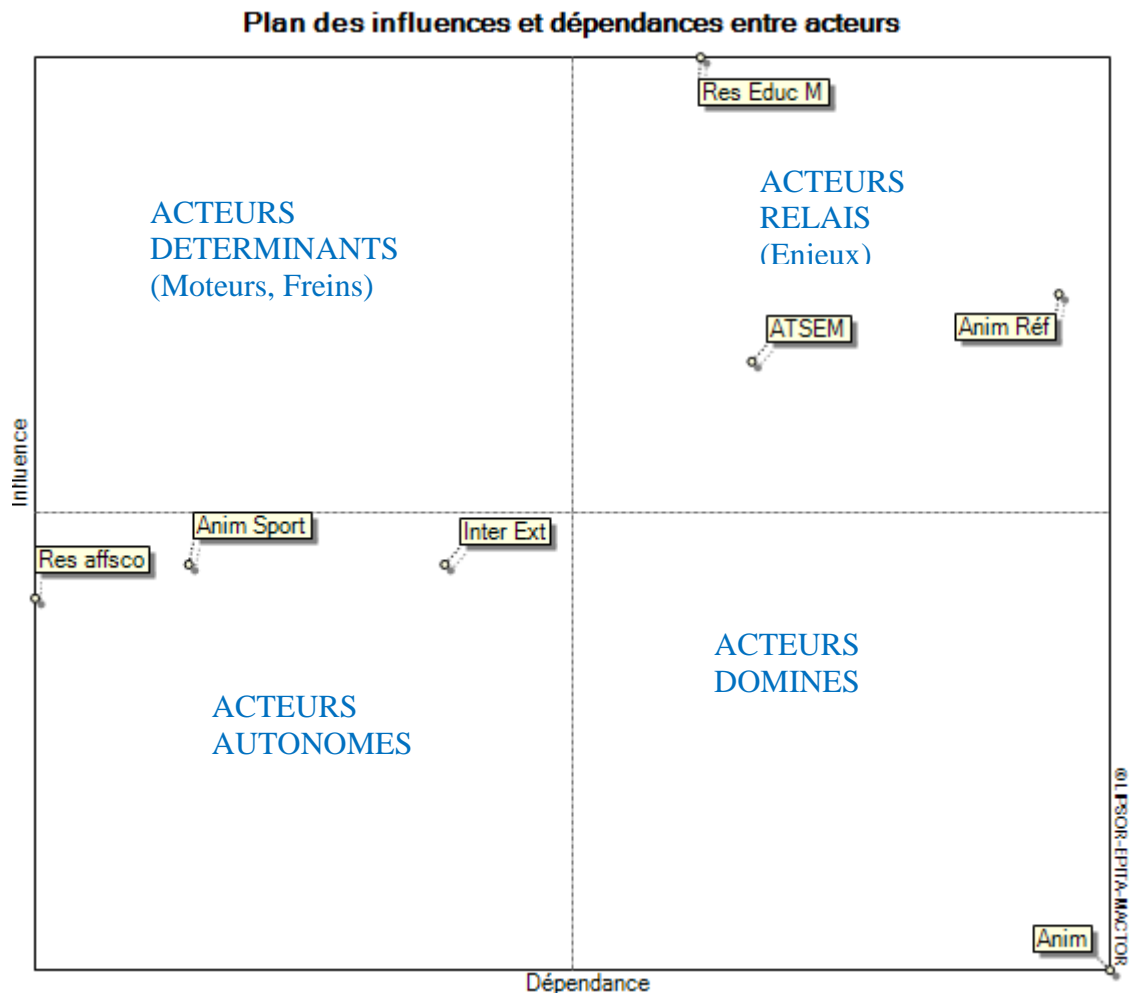 Plan des influences et dépendances entre acteurs
Res Educ M
ACTEURS
RELAIS
(Enjeux)
ACTEURS
DETERMINANTS
(Moteurs, Freins)
ATSEM
Anim Réf
Influence
Anim Sport
Inter Ext
Res affsco
ACTEURS
DOMINES
ACTEURS
AUTONOMES
© LIPSOR-EPITA-MACTOR
Anim
Dépendance